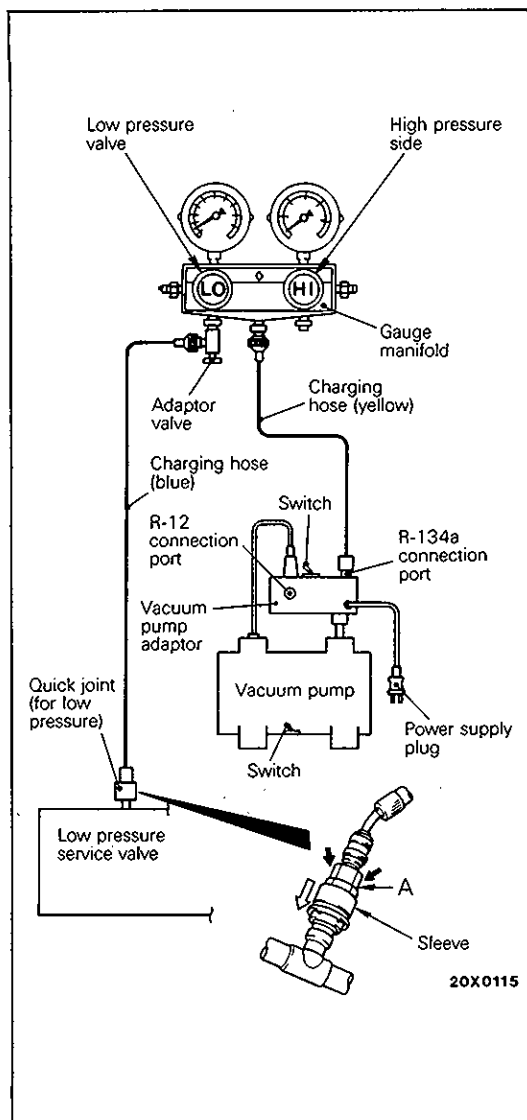 Low pressure
valve
High pressure
side
LO
HI
Gauge
manifold
Adaptor
valve
Charging
hose (yellow)
Charging hose
(blue)
Switch
R-12
connection
port
R-134a
connection
port
Vacuum
pump
adaptor
Vacuum pump
Quick joint
(for low
pressure)
Power supply
plug
Switch
Low pressure
service valve
A
Sleeve
20X0115